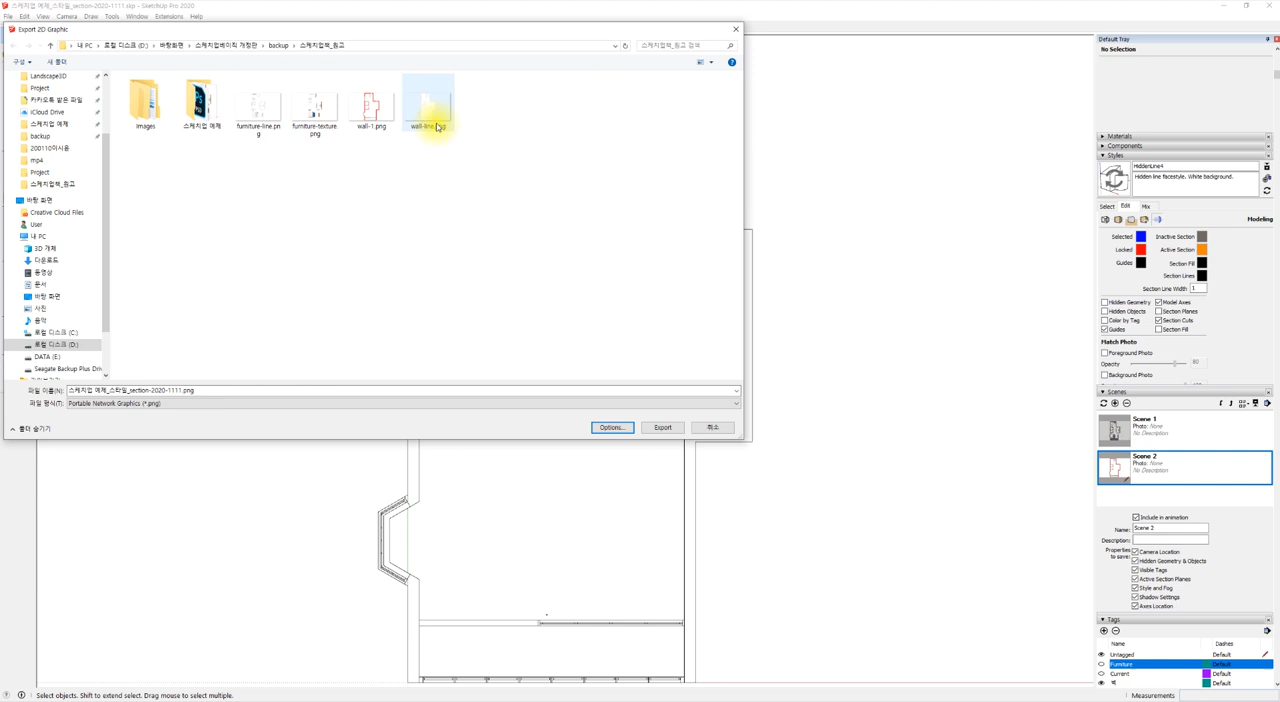 스케치업 예제_스타일_section-2020-1111.skp - SketchUp Pro 2020
File Edit View Camera Draw Tools Window Extensions Help
Export 2D Graphic
내 PC > 로컬 디스크 (D:) > 바탕화면 > 스케치업베이직 개정판 > backup > 스케치업북_원고
스케치업북_원고 검색
구성 새 폴더
Landscape3D
Project
카카오톡 받은 파일
iCloud Drive
스케치업 예제
backup
200110이시용
mp4
Project
스케치업북_원고
바탕 화면
Creative Cloud Files
User
내 PC
3D 개체
다운로드
동영상
문서
바탕 화면
사진
음악
로컬 디스크 (C:)
로컬 디스크 (D:)
DATA (E:)
Seagate Backup Plus Driv
images
스케치업 예제
furniture-line.png
furniture-texture.png
wall-1.png
wall-line.png
파일 이름(N): 스케치업 예제_스타일_section-2020-1111.png
파일 형식(T): Portable Network Graphics (*.png)
폴더 숨기기
Options... Export 취소
Default Tray
No Selection
Materials
Components
Styles
HiddenLine4
Hidden line facestyle. White background.
Select Edit Mix
Modeling
Selected Inactive Section
Locked Active Section
Guides Section Fill
Section Lines
Section Line Width 1
Hidden Geometry Model Axes
Hidden Objects Section Planes
Color by Tag Section Cuts
Guides Section Fill
Match Photo
Foreground Photo
Opacity 80
Background Photo
Scenes
Scene 1
Photo: None
No Description
Scene 2
Photo: None
No Description
Include in animation
Name: Scene 2
Description:
Properties to save:
Camera Location
Hidden Geometry & Objects
Visible Tags
Active Section Planes
Style and Fog
Shadow Settings
Axes Location
Tags
Name Dashes
Untagged Default
Furniture Default
Current Default
벽 Default
Select objects. Shift to extend select. Drag mouse to select multiple.
Measurements